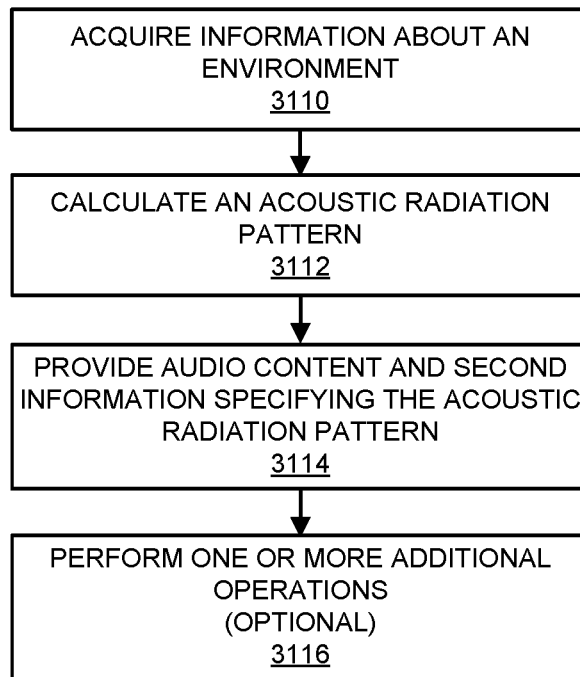 ACQUIRE INFORMATION ABOUT AN
ENVIRONMENT
3110
CALCULATE AN ACOUSTIC RADIATION
PATTERN
3112
PROVIDE AUDIO CONTENT AND SECOND
INFORMATION SPECIFYING THE ACOUSTIC
RADIATION PATTERN
3114
PERFORM ONE OR MORE ADDITIONAL
OPERATIONS
(OPTIONAL)
3116